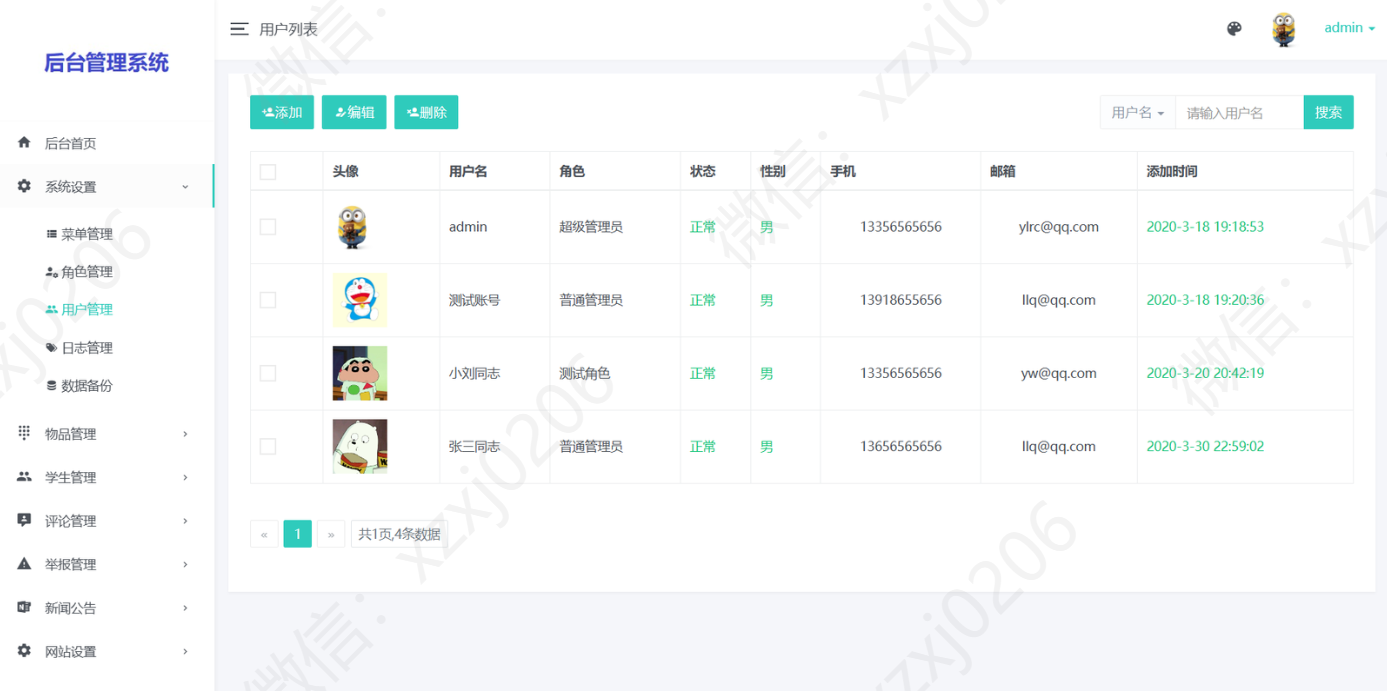 后台管理系统
用户列表
admin
后台首页
系统设置
菜单管理
角色管理
用户管理
日志管理
数据备份
物品管理
学生管理
评论管理
举报管理
新闻公告
网站设置
添加 编辑 删除
用户名 请输入用户名 搜索
头像 用户名 角色 状态 性别 手机 邮箱 添加时间
admin 超级管理员 正常 男 13356565656 ylrc@qq.com 2020-3-18 19:18:53
测试账号 普通管理员 正常 男 13918655656 llq@qq.com 2020-3-18 19:20:36
小刘同志 测试角色 正常 男 13356565656 yw@qq.com 2020-3-20 20:42:19
张三同志 普通管理员 正常 男 13656565656 llq@qq.com 2020-3-30 22:59:02
« 1 » 共1页,4条数据
微信：xzxj0206